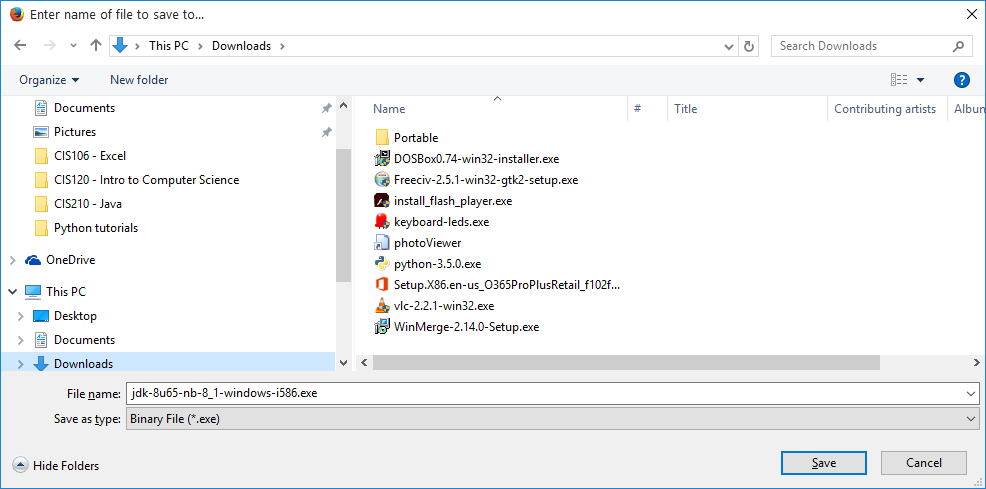 Enter name of file to save to...
This PC > Downloads >
Search Downloads
Organize
New folder
Documents
Pictures
CIS106 - Excel
CIS120 - Intro to Computer Science
CIS210 - Java
Python tutorials
OneDrive
This PC
Desktop
Documents
Downloads
Name # Title Contributing artists Album
Portable
DOSBox0.74-win32-installer.exe
Freeciv-2.5.1-win32-gtk2-setup.exe
install_flash_player.exe
keyboard-leds.exe
photoViewer
python-3.5.0.exe
Setup.X86.en-us_O365ProPlusRetail_f102f...
vlc-2.2.1-win32.exe
WinMerge-2.14.0-Setup.exe
File name: jdk-8u65-nb-8_1-windows-i586.exe
Save as type: Binary File (*.exe)
Hide Folders
Save
Cancel